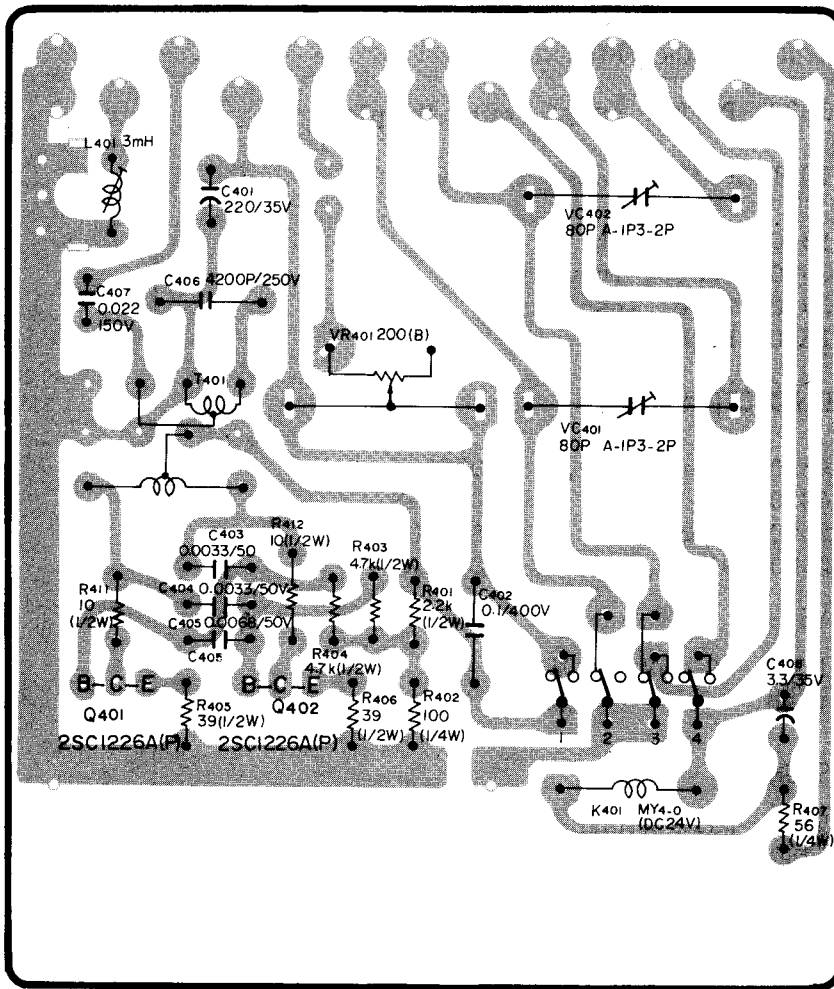 L401 3mH
C401
220/35V
VC402
80P A-1P3-2P
C406 4200P/250V
C407
0.022
150V
VR401 200(B)
T401
VC401
80P A-1P3-2P
C403
0.0033/50
R412
10(1/2W)
R403
4.7k(1/2W)
R411
10
(1/2W)
C404 0.0033/50V
C405 0.0068/50V
C405
R401
2.2k
(1/2W)
C402
0.1/400V
R404
4.7k(1/2W)
B-C-E
Q401
B-C-E
Q402
R405
39(1/2W)
R406
39
(1/2W)
R402
100
(1/4W)
C408
3.3/35V
2SC1226A(P)
2SC1226A(P)
1
2
3
4
K401 MY4-0
(DC24V)
R407
56
(1/4W)